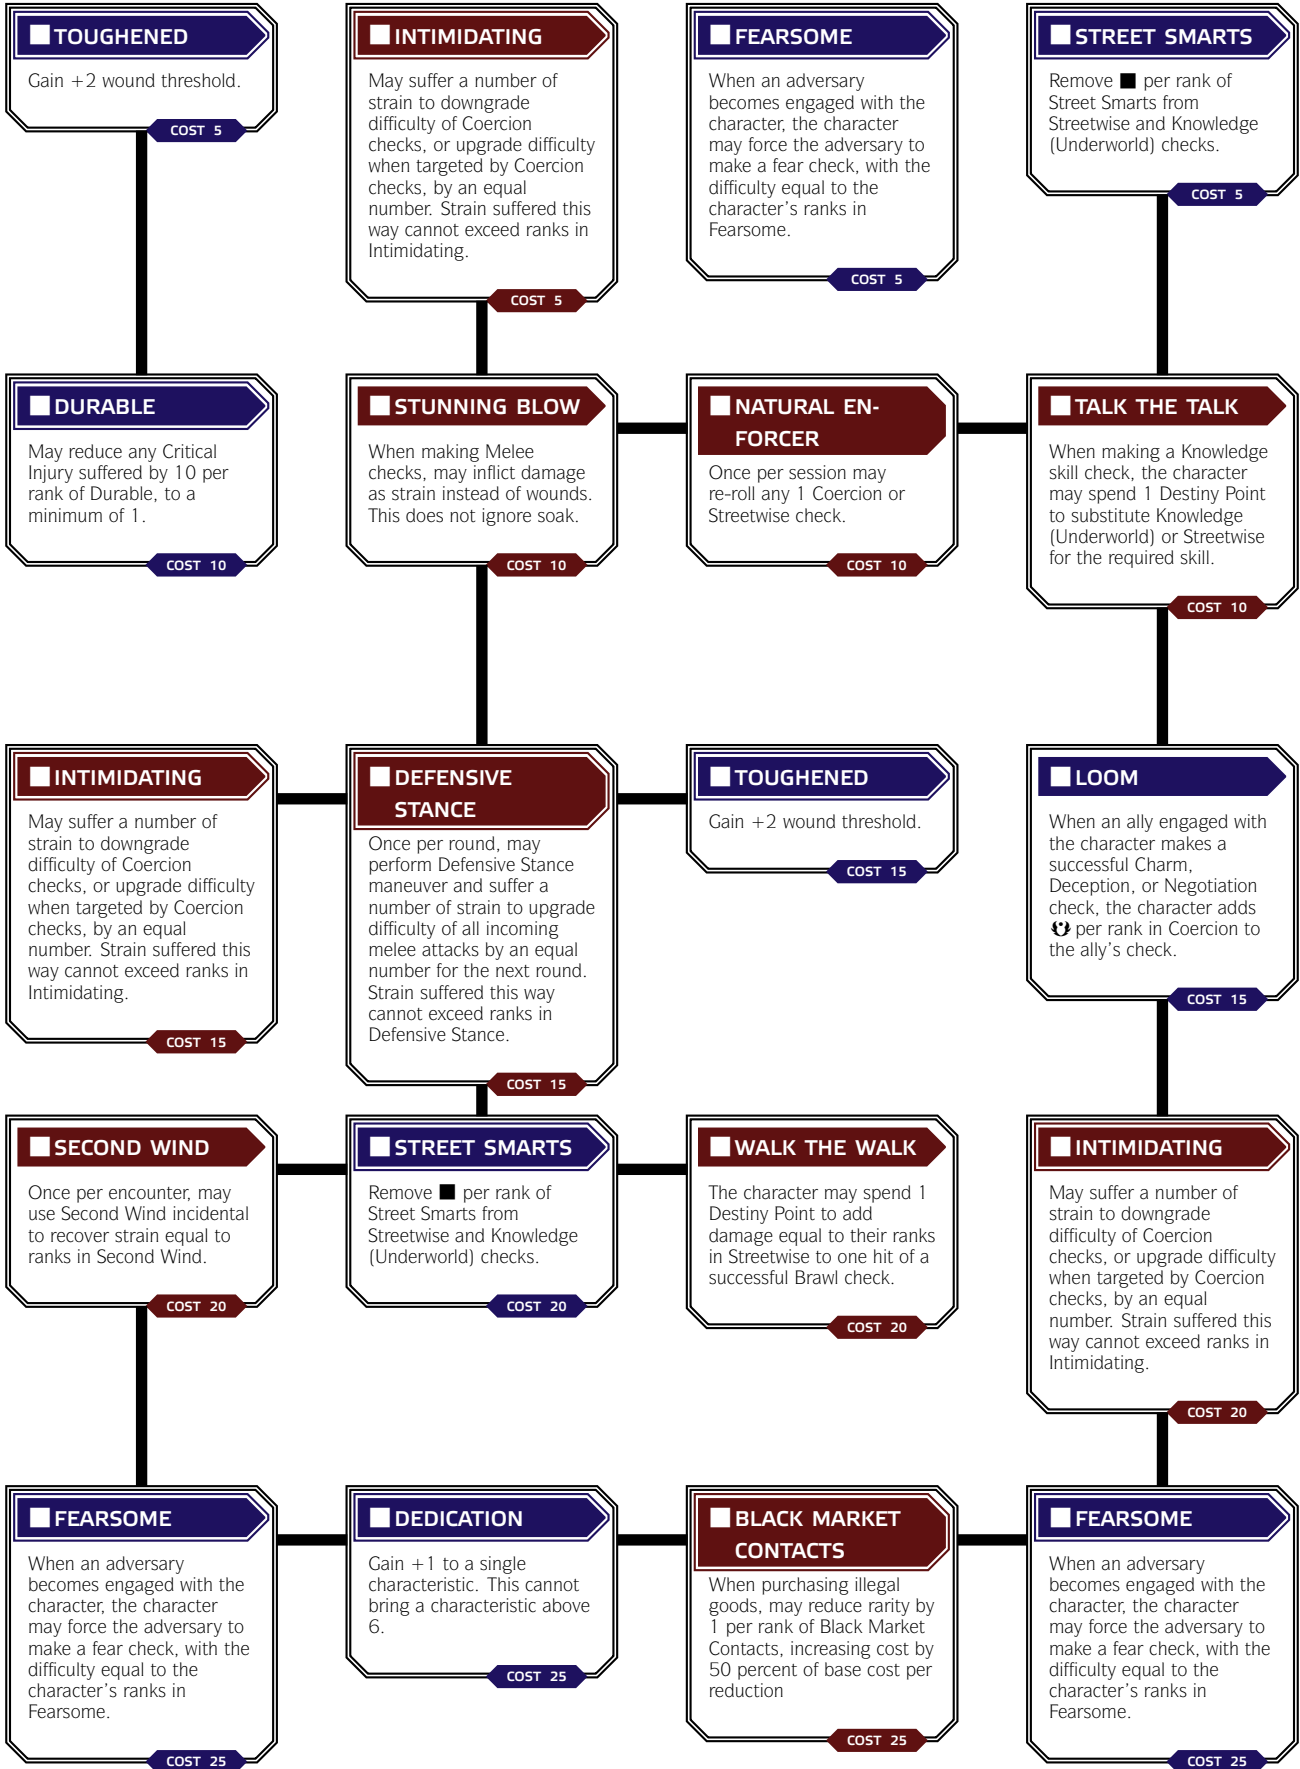 TOUGHENED
Gain +2 wound threshold.
COST 5
INTIMIDATING
May suffer a number of
strain to downgrade
difficulty of Coercion
checks, or upgrade difficulty
when targeted by Coercion
checks, by an equal
number. Strain suffered this
way cannot exceed ranks in
Intimidating.
COST 5
FEARSOME
When an adversary
becomes engaged with the
character, the character
may force the adversary to
make a fear check, with the
difficulty equal to the
character's ranks in
Fearsome.
COST 5
STREET SMARTS
Remove ■ per rank of
Street Smarts from
Streetwise and Knowledge
(Underworld) checks.
COST 5
DURABLE
May reduce any Critical
Injury suffered by 10 per
rank of Durable, to a
minimum of 1.
COST 10
STUNNING BLOW
When making Melee
checks, may inflict damage
as strain instead of wounds.
This does not ignore soak.
COST 10
NATURAL EN-
FORCER
Once per session may
re-roll any 1 Coercion or
Streetwise check.
COST 10
TALK THE TALK
When making a Knowledge
skill check, the character
may spend 1 Destiny Point
to substitute Knowledge
(Underworld) or Streetwise
for the required skill.
COST 10
INTIMIDATING
May suffer a number of
strain to downgrade
difficulty of Coercion
checks, or upgrade difficulty
when targeted by Coercion
checks, by an equal
number. Strain suffered this
way cannot exceed ranks in
Intimidating.
COST 15
DEFENSIVE
STANCE
Once per round, may
perform Defensive Stance
maneuver and suffer a
number of strain to upgrade
difficulty of all incoming
melee attacks by an equal
number for the next round.
Strain suffered this way
cannot exceed ranks in
Defensive Stance.
COST 15
TOUGHENED
Gain +2 wound threshold.
COST 15
LOOM
When an ally engaged with
the character makes a
successful Charm,
Deception, or Negotiation
check, the character adds
per rank in Coercion to
the ally's check.
COST 15
SECOND WIND
Once per encounter, may
use Second Wind incidental
to recover strain equal to
ranks in Second Wind.
COST 20
STREET SMARTS
Remove ■ per rank of
Street Smarts from
Streetwise and Knowledge
(Underworld) checks.
COST 20
WALK THE WALK
The character may spend 1
Destiny Point to add
damage equal to their ranks
in Streetwise to one hit of a
successful Brawl check.
COST 20
INTIMIDATING
May suffer a number of
strain to downgrade
difficulty of Coercion
checks, or upgrade difficulty
when targeted by Coercion
checks, by an equal
number. Strain suffered this
way cannot exceed ranks in
Intimidating.
COST 20
FEARSOME
When an adversary
becomes engaged with the
character, the character
may force the adversary to
make a fear check, with the
difficulty equal to the
character's ranks in
Fearsome.
COST 25
DEDICATION
Gain +1 to a single
characteristic. This cannot
bring a characteristic above
6.
COST 25
BLACK MARKET
CONTACTS
When purchasing illegal
goods, may reduce rarity by
1 per rank of Black Market
Contacts, increasing cost by
50 percent of base cost per
reduction
COST 25
FEARSOME
When an adversary
becomes engaged with the
character, the character
may force the adversary to
make a fear check, with the
difficulty equal to the
character's ranks in
Fearsome.
COST 25